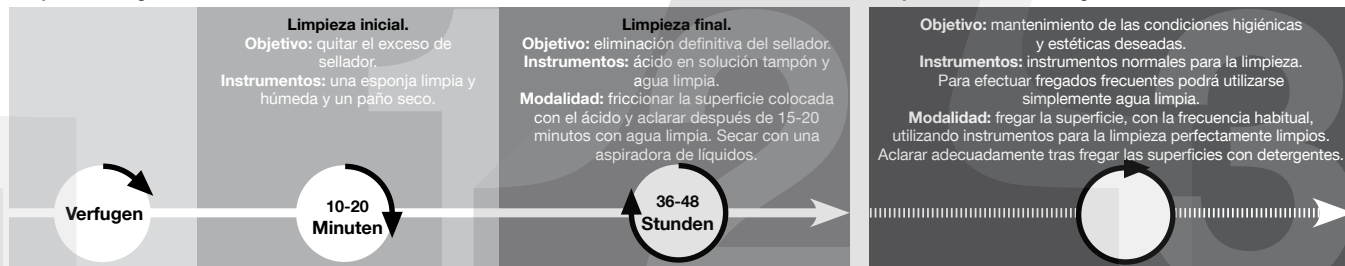 Limpieza inicial.
Objetivo: quitar el exceso de
sellador.
Instrumentos: una esponja limpia y
húmeda y un paño seco.
Limpieza final.
Objetivo: eliminación definitiva del sellador.
Instrumentos: ácido en solución tampón y
agua limpia.
Modalidad: friccionar la superficie colocada
con el ácido y aclarar después de 15-20
minutos con agua limpia. Secar con una
aspiradora de líquidos.
Objetivo: mantenimiento de las condiciones higiénicas
y estéticas deseadas.
Instrumentos: instrumentos normales para la limpieza.
Para efectuar fregados frecuentes podrá utilizarse
simplemente agua limpia.
Modalidad: fregar la superficie, con la frecuencia habitual,
utilizando instrumentos para la limpieza perfectamente limpios.
Aclarar adecuadamente tras fregar las superficies con detergentes.
Verfugen
10-20
Minuten
36-48
Stunden
1
2
3